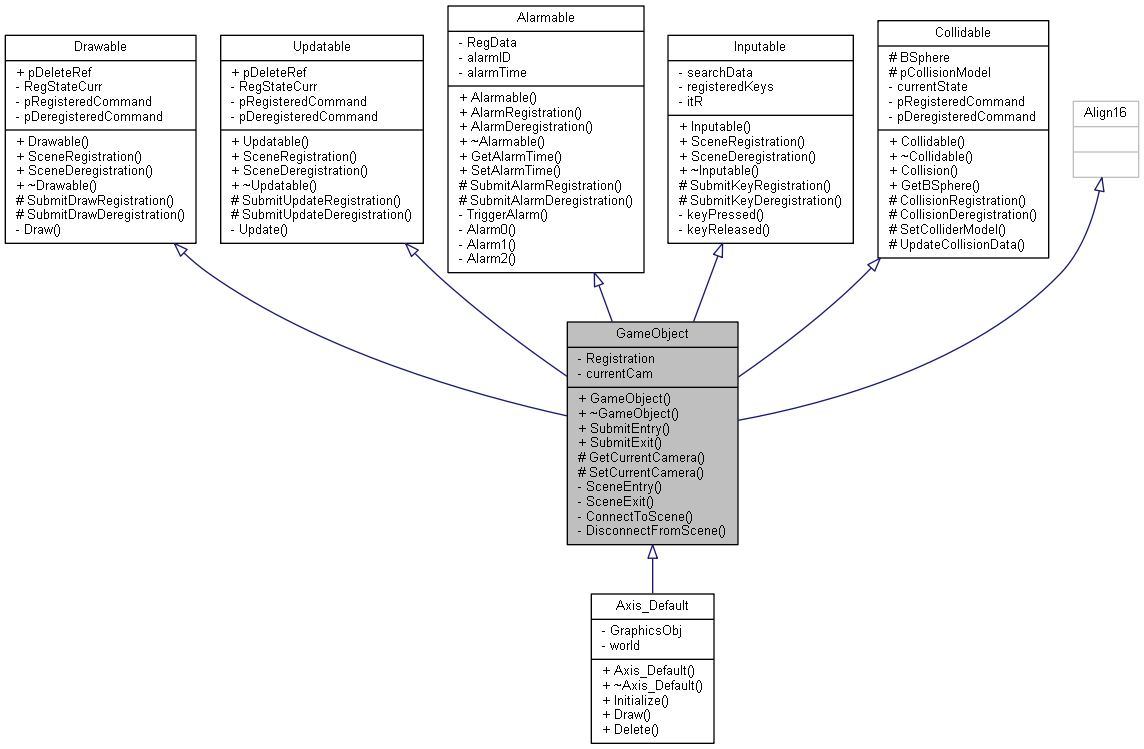 Drawable
+ pDeleteRef
- RegStateCurr
- pRegisteredCommand
- pDeregisteredCommand
+ Drawable()
+ SceneRegistration()
+ SceneDeregistration()
+ ~Drawable()
# SubmitDrawRegistration()
# SubmitDrawDeregistration()
- Draw()
Updatable
+ pDeleteRef
- RegStateCurr
- pRegisteredCommand
- pDeregisteredCommand
+ Updatable()
+ SceneRegistration()
+ SceneDeregistration()
+ ~Updatable()
# SubmitUpdateRegistration()
# SubmitUpdateDeregistration()
- Update()
Alarmable
- RegData
- alarmID
- alarmTime
+ Alarmable()
+ AlarmRegistration()
+ AlarmDeregistration()
+ ~Alarmable()
+ GetAlarmTime()
+ SetAlarmTime()
# SubmitAlarmRegistration()
# SubmitAlarmDeregistration()
- TriggerAlarm()
- Alarm0()
- Alarm1()
- Alarm2()
Inputable
- searchData
- registeredKeys
- itR
+ Inputable()
+ SceneRegistration()
+ SceneDeregistration()
+ ~Inputable()
# SubmitKeyRegistration()
# SubmitKeyDeregistration()
- keyPressed()
- keyReleased()
Collidable
# BSphere
# pCollisionModel
- currentState
- pRegisteredCommand
- pDeregisteredCommand
+ Collidable()
+ ~Collidable()
+ Collision()
+ GetBSphere()
# CollisionRegistration()
# CollisionDeregistration()
# SetColliderModel()
# UpdateCollisionData()
Align16
GameObject
- Registration
- currentCam
+ GameObject()
+ ~GameObject()
+ SubmitEntry()
+ SubmitExit()
# GetCurrentCamera()
# SetCurrentCamera()
- SceneEntry()
- SceneExit()
- ConnectToScene()
- DisconnectFromScene()
Axis_Default
- GraphicsObj
- world
+ Axis_Default()
+ ~Axis_Default()
+ Initialize()
+ Draw()
+ Delete()